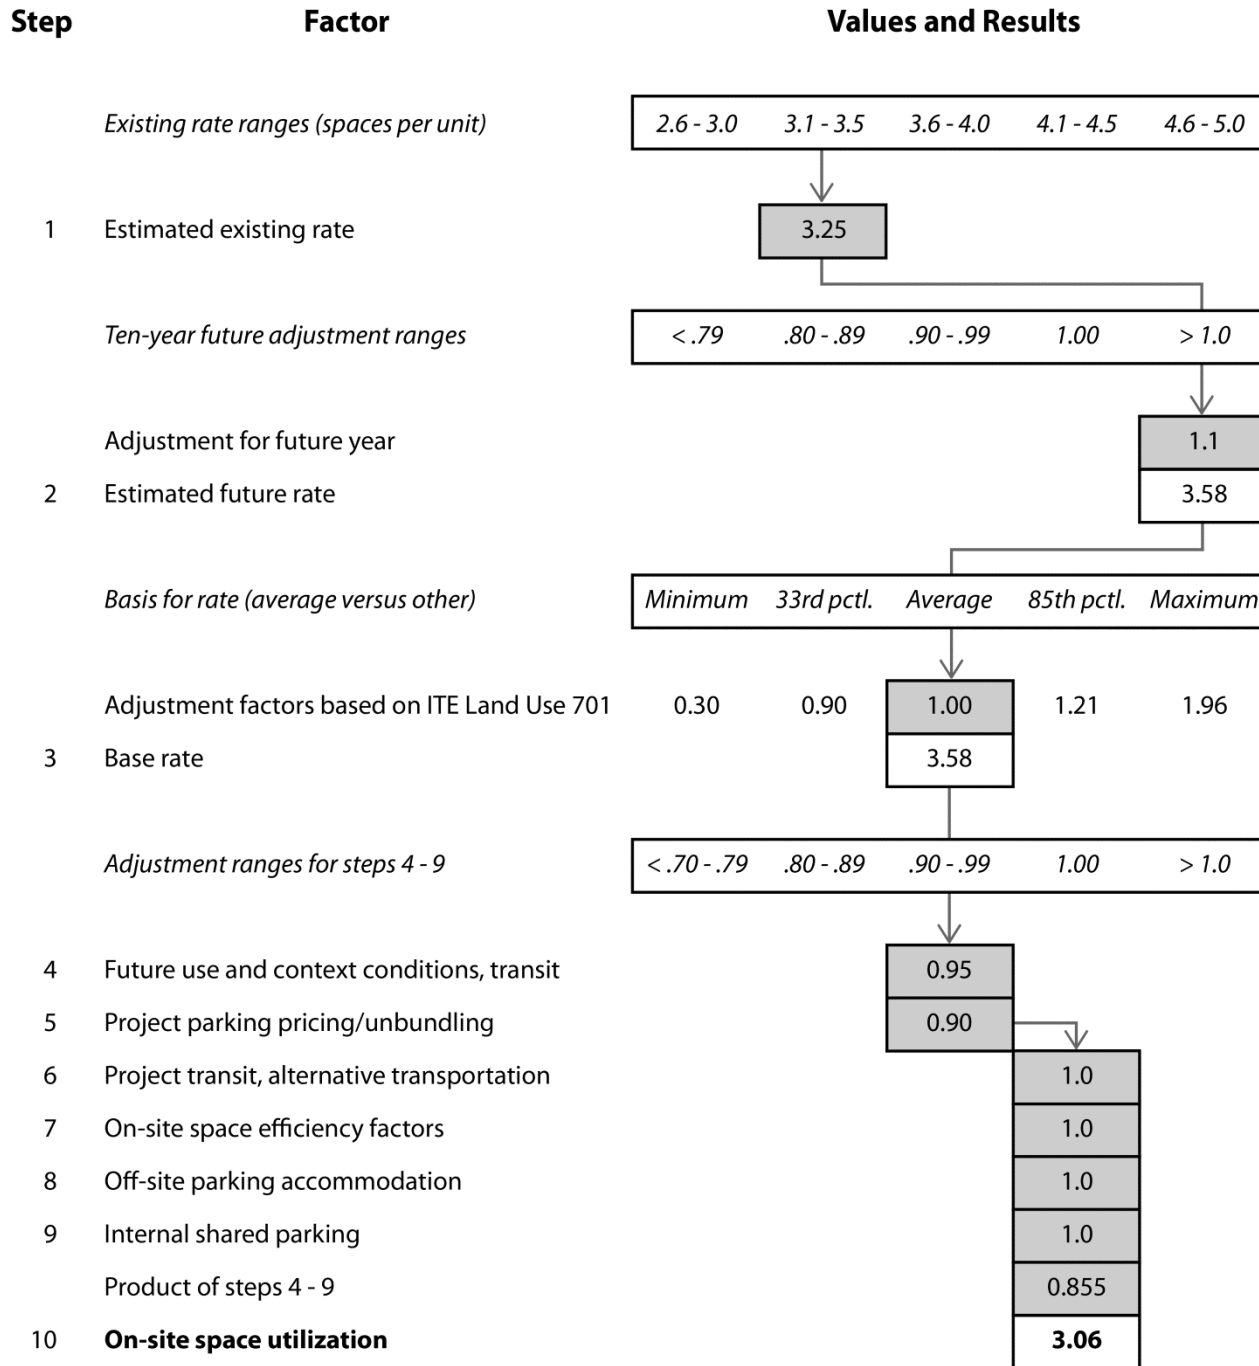 Step Factor Values and Results
Existing rate ranges (spaces per unit) 2.6 - 3.0 3.1 - 3.5 3.6 - 4.0 4.1 - 4.5 4.6 - 5.0
1 Estimated existing rate 3.25
Ten-year future adjustment ranges < .79 .80 - .89 .90 - .99 1.00 > 1.0
Adjustment for future year 1.1
2 Estimated future rate 3.58
Basis for rate (average versus other) Minimum 33rd pctl. Average 85th pctl. Maximum
Adjustment factors based on ITE Land Use 701 0.30 0.90 1.00 1.21 1.96
3 Base rate 3.58
Adjustment ranges for steps 4 - 9 < .70 - .79 .80 - .89 .90 - .99 1.00 > 1.0
4 Future use and context conditions, transit 0.95
5 Project parking pricing/unbundling 0.90
6 Project transit, alternative transportation 1.0
7 On-site space efficiency factors 1.0
8 Off-site parking accommodation 1.0
9 Internal shared parking 1.0
Product of steps 4 - 9 0.855
10 On-site space utilization 3.06